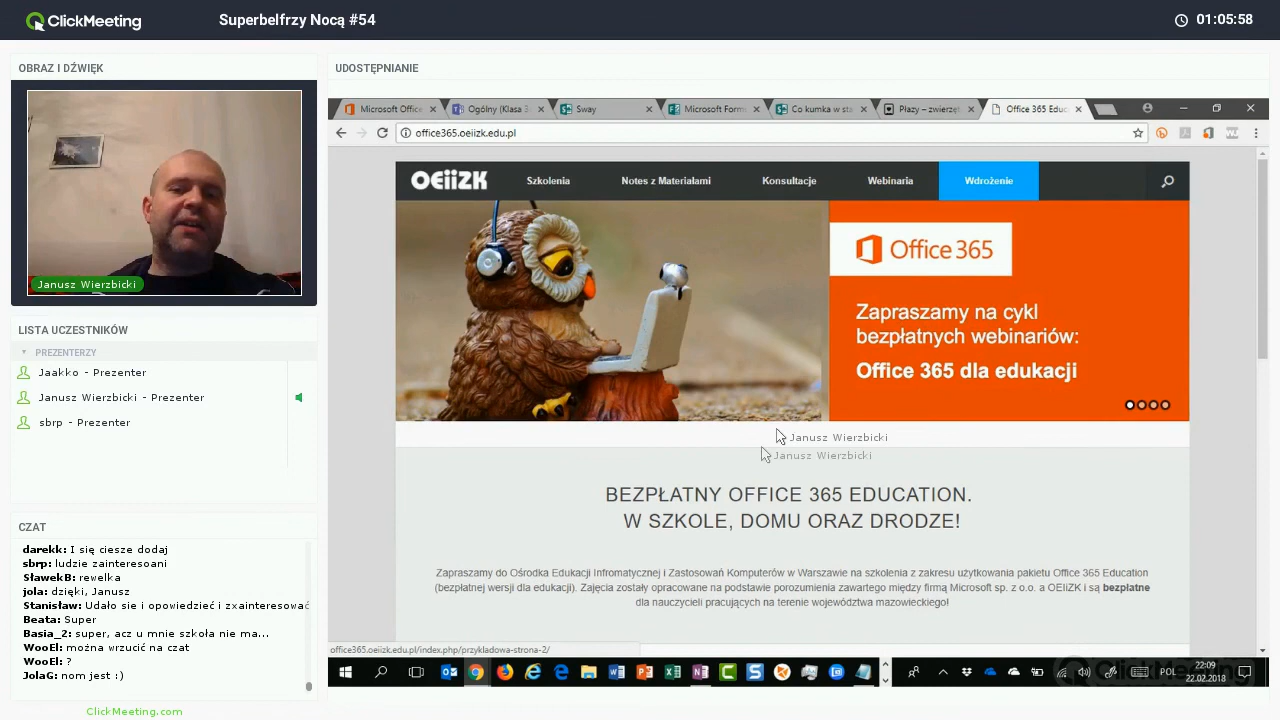 ClickMeeting
Superbelfrzy Nocą #54
01:05:58
OBRAZ I DŹWIĘK
Janusz Wierzbicki
LISTA UCZESTNIKÓW
PREZENTERZY
Jaakko - Prezenter
Janusz Wierzbicki - Prezenter
sbrp - Prezenter
CZAT
darekk: I się ciesze dodaj
sbrp: ludzie zainteresoani
SławekB: rewelka
jola: dzięki, Janusz
Stanisław: Udało sie i opowiedzieć i zxainteresować
Beata: Super
Basia_2: super, acz u mnie szkoła nie ma...
WooEl: można wrzucić na czat
WooEl: ?
JolaG: nom jest :)
ClickMeeting.com
UDOSTĘPNIANIE
Microsoft Office
Ogólny (Klasa 3
Sway
Microsoft Form
Co kumka w sta
Płazy – zwierzę
Office 365 Educ
office365.oeiizk.edu.pl
OEiiZK
Szkolenia
Notes z Materiałami
Konsultacje
Webinaria
Wdrożenie
Office 365
Zapraszamy na cykl
bezpłatnych webinariów:
Office 365 dla edukacji
Janusz Wierzbicki
Janusz Wierzbicki
BEZPŁATNY OFFICE 365 EDUCATION.
W SZKOLE, DOMU ORAZ DRODZE!
Zapraszamy do Ośrodka Edukacji Infromatycznej i Zastosowań Komputerów w Warszawie na szkolenia z zakresu użytkowania pakietu Office 365 Education
(bezpłatnej wersji dla edukacji). Zajęcia zostały opracowane na podstawie porozumienia zawartego między firmą Microsoft sp. z o.o. a OEIiZK i są bezpłatne
dla nauczycieli pracujących na terenie województwa mazowieckiego!
office365.oeiizk.edu.pl/index.php/przykladowa-strona-2/
POL
22:09
22.02.2018
ClickMeeting